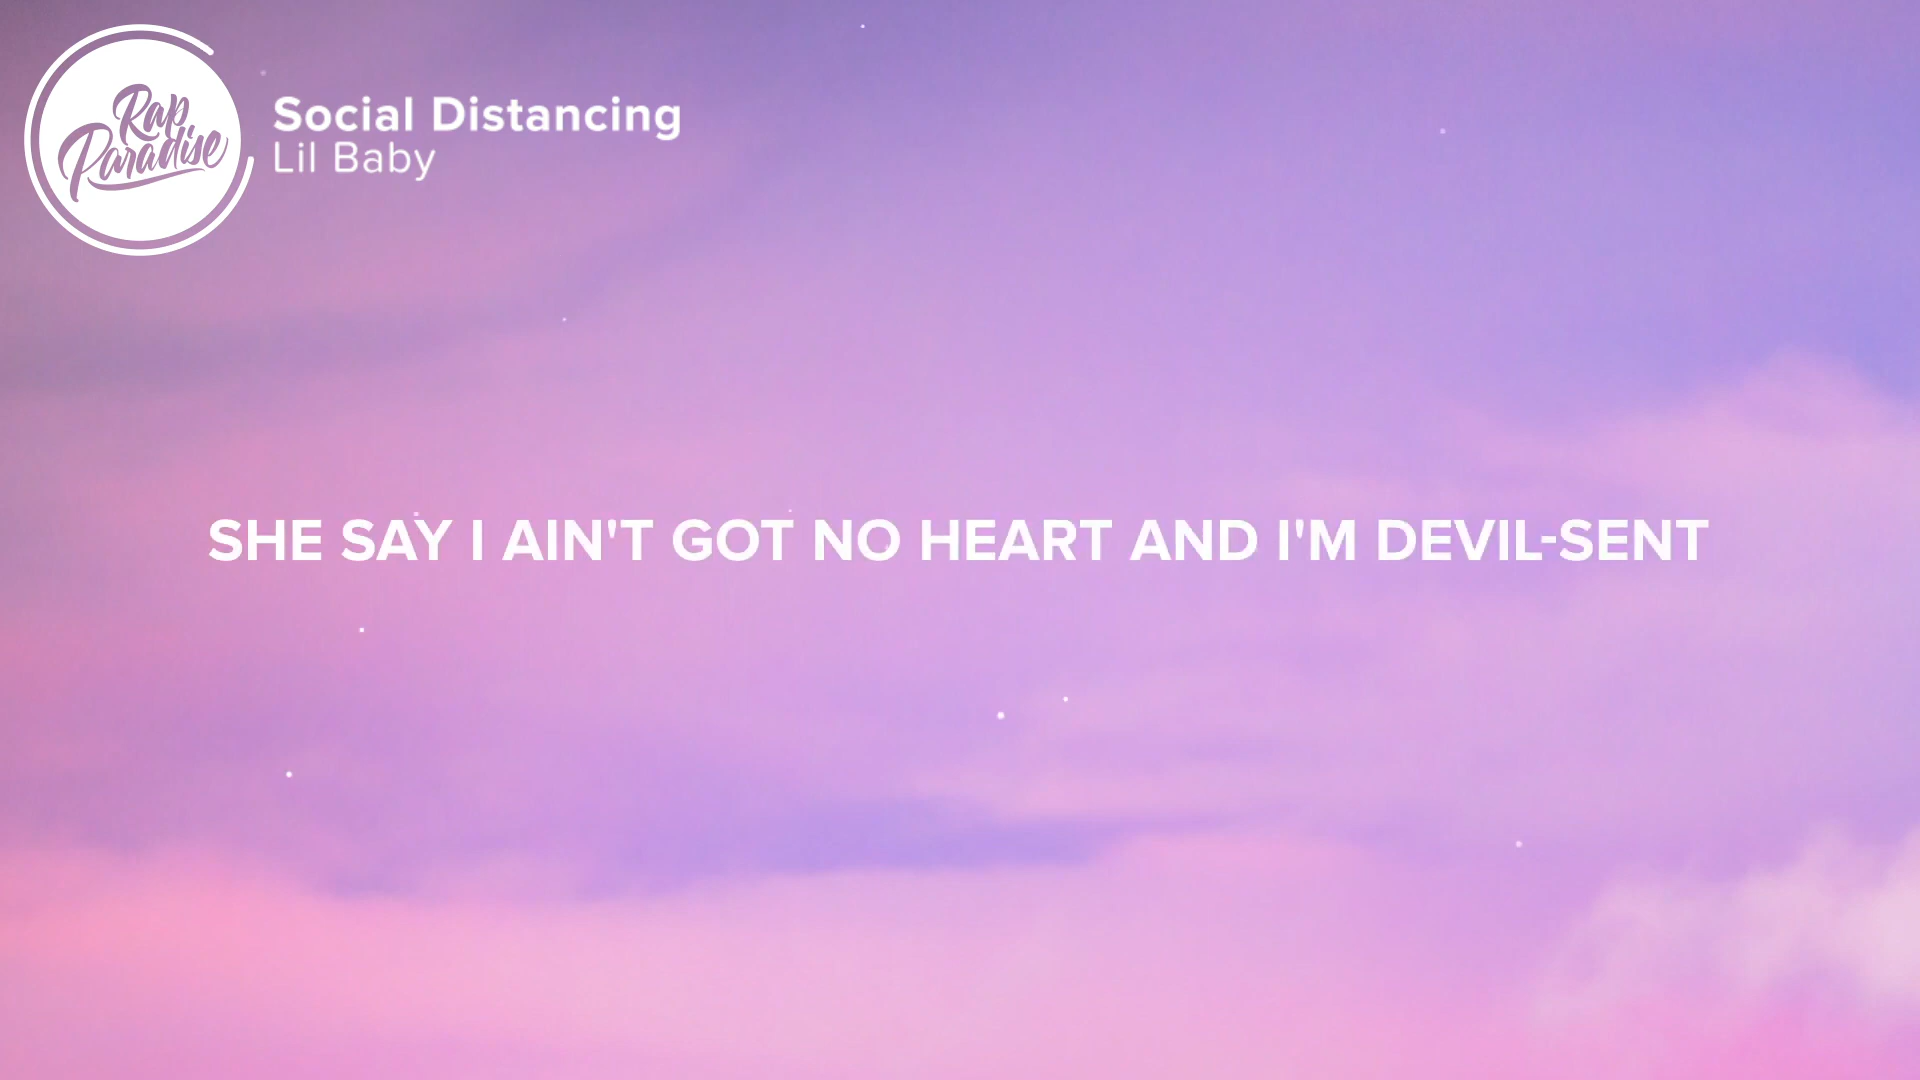 Rap
Paradise
Social Distancing
Lil Baby
SHE SAY I AIN'T GOT NO HEART AND I'M DEVIL-SENT